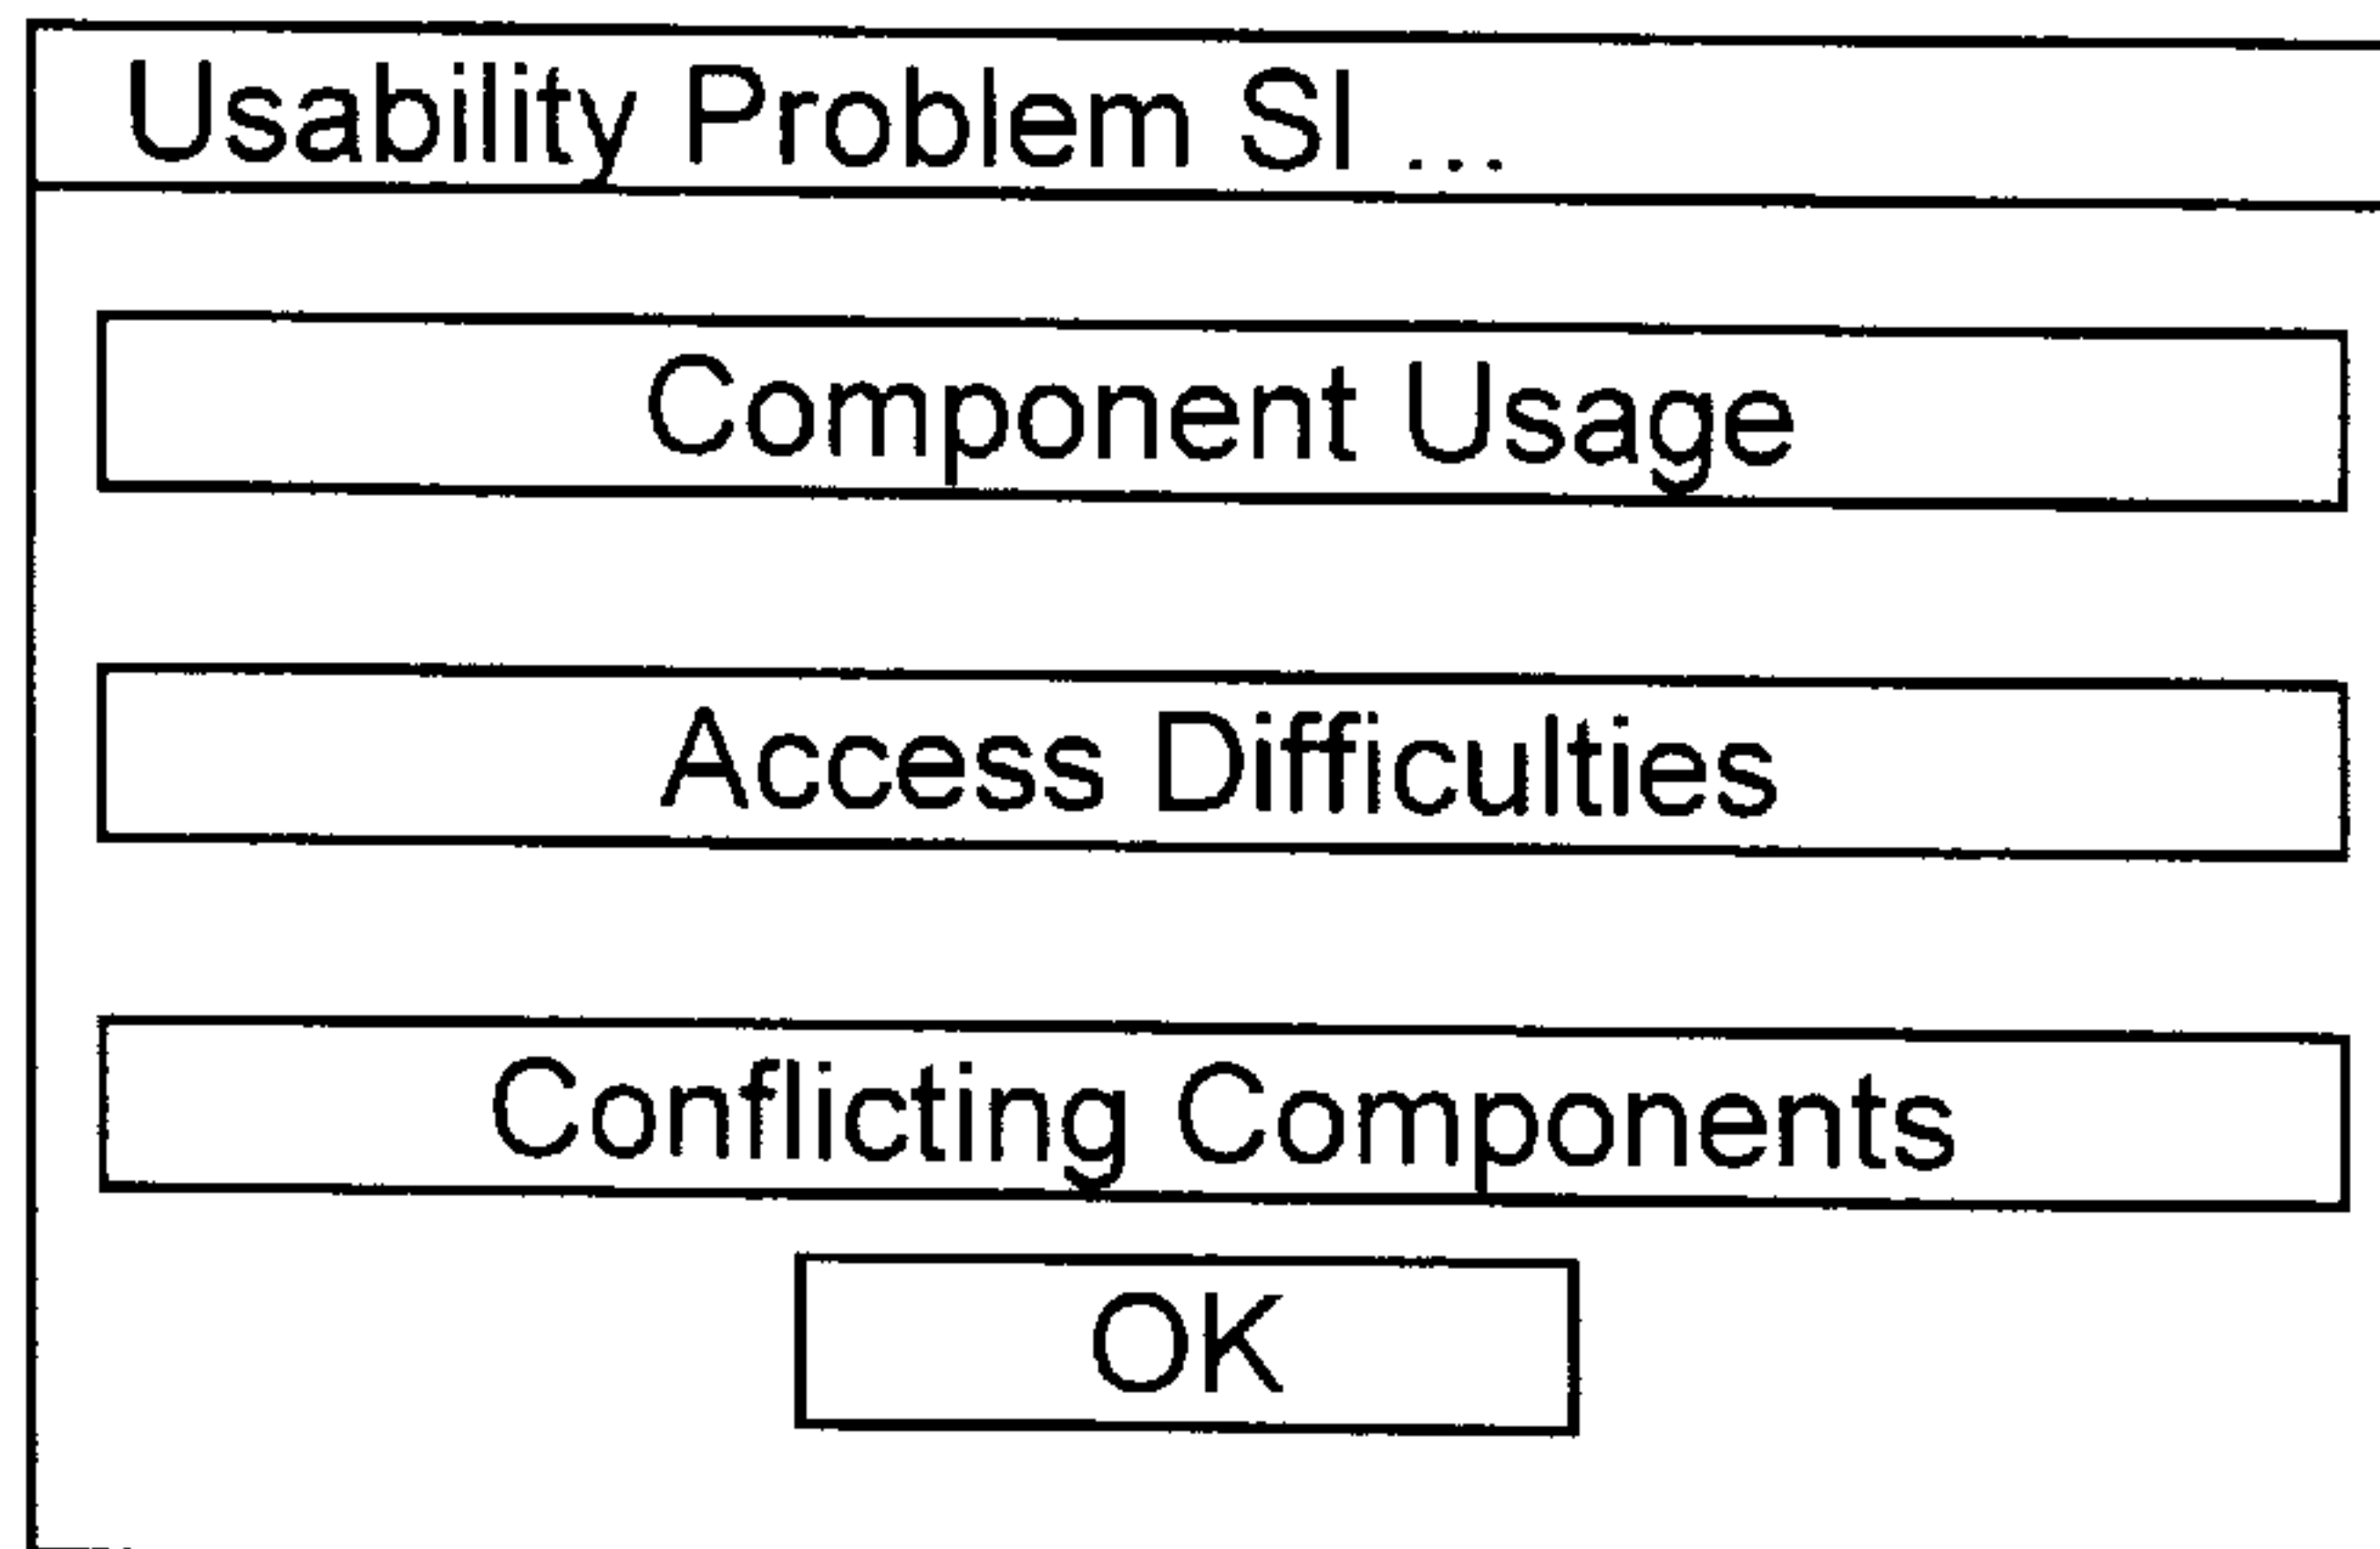 Usability Problem SI ...
Component Usage
Access Difficulties
Conflicting Components
OK